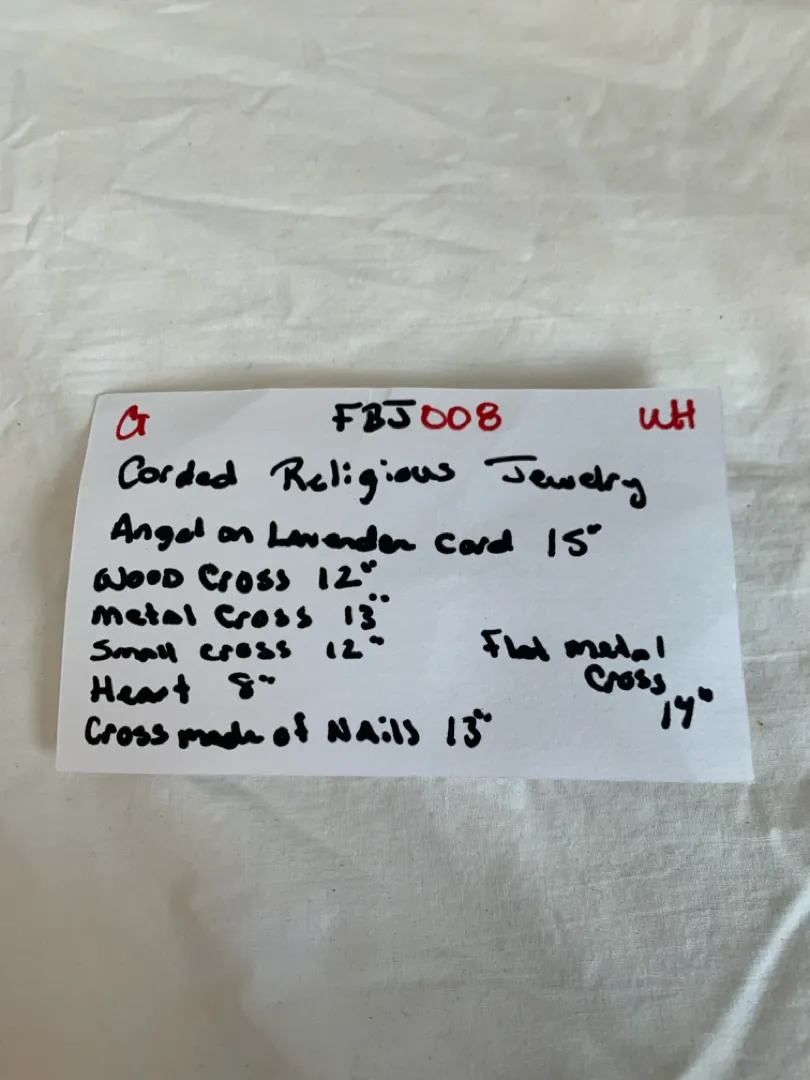 G FBJ008 WH
Corded Religious Jewelry
Angel on Lavender Cord 15"
WOOD Cross 12"
metal Cross 13"
Small cross 12"
Heart 8"
Cross made of NAils 13"
Flat metal
Cross
14"